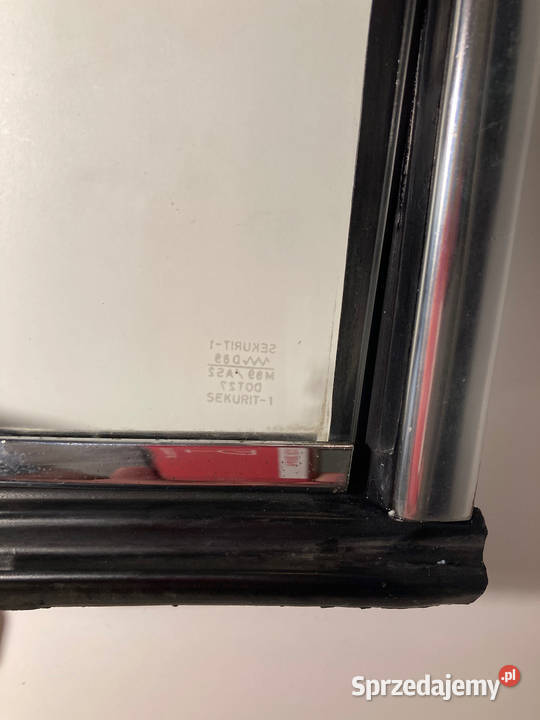 SEKURIT-1
D89
M89/AS2
DOT27
SEKURIT-1
Sprzedajemy.pl